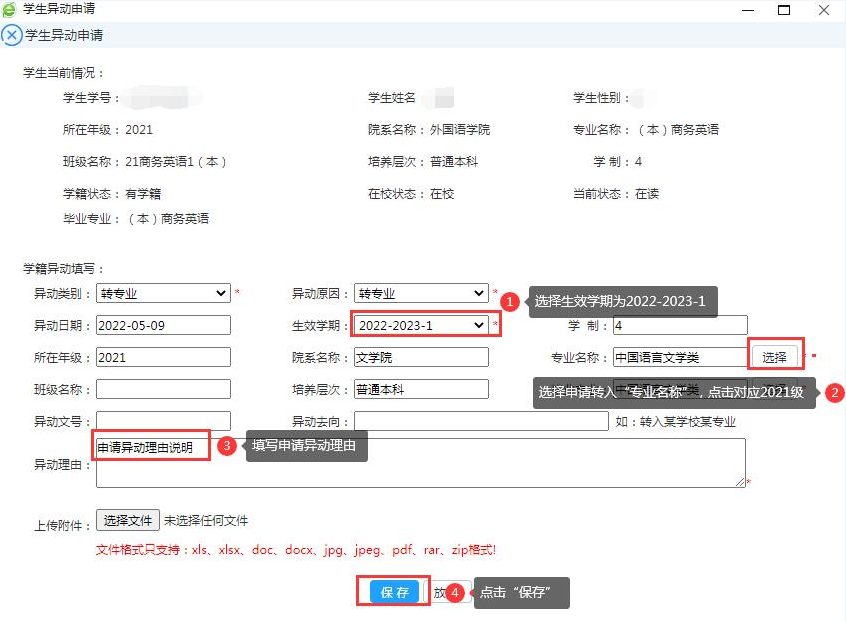 学生异动申请
学生异动申请
学生当前情况：
学生学号： 学生姓名 学生性别：
所在年级： 2021 院系名称： 外国语学院 专业名称： （本）商务英语
班级名称： 21商务英语1（本） 培养层次： 普通本科 学 制： 4
学籍状态： 有学籍 在校状态： 在校 当前状态： 在读
毕业专业： （本）商务英语
学籍异动填写：
异动类别： 转专业 * 异动原因： 转专业 * 1 选择生效学期为2022-2023-1
异动日期： 2022-05-09 生效学期： 2022-2023-1 * 学 制： 4
所在年级： 2021 院系名称： 文学院 专业名称： 中国语言文学类 选择 *
班级名称： 培养层次： 普通本科 选择申请转入“专业名称”，点击对应2021级 2
异动文号： 异动去向： 如：转入某学校某专业
申请异动理由说明 3 填写申请异动理由
异动理由： *
上传附件： 选择文件 未选择任何文件
文件格式只支持：xls、xlsx、doc、docx、jpg、jpeg、pdf、rar、zip格式!
保 存 放 4 点击“保存”